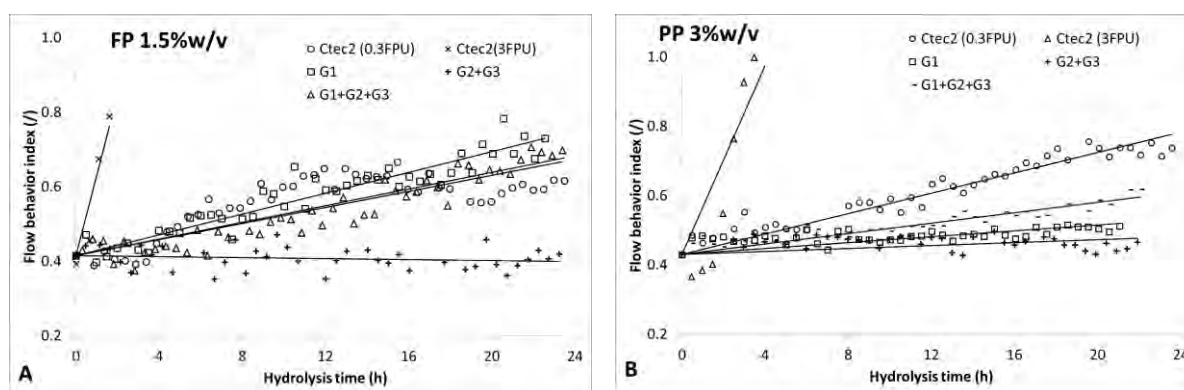 FP 1.5%w/v
○ Ctec2 (0.3FPU) × Ctec2(3FPU)
□ G1 + G2+G3
△ G1+G2+G3
Flow behavior index (/)
1.0
0.8
0.6
0.4
0.2
0 4 8 12 16 20 24
Hydrolysis time (h)
A
PP 3%w/v
○ Ctec2 (0.3FPU) △ Ctec2 (3FPU)
□ G1 + G2+G3
- G1+G2+G3
Flow behavior index (/)
1.0
0.8
0.6
0.4
0.2
0 4 8 12 16 20 24
Hydrolysis time (h)
B